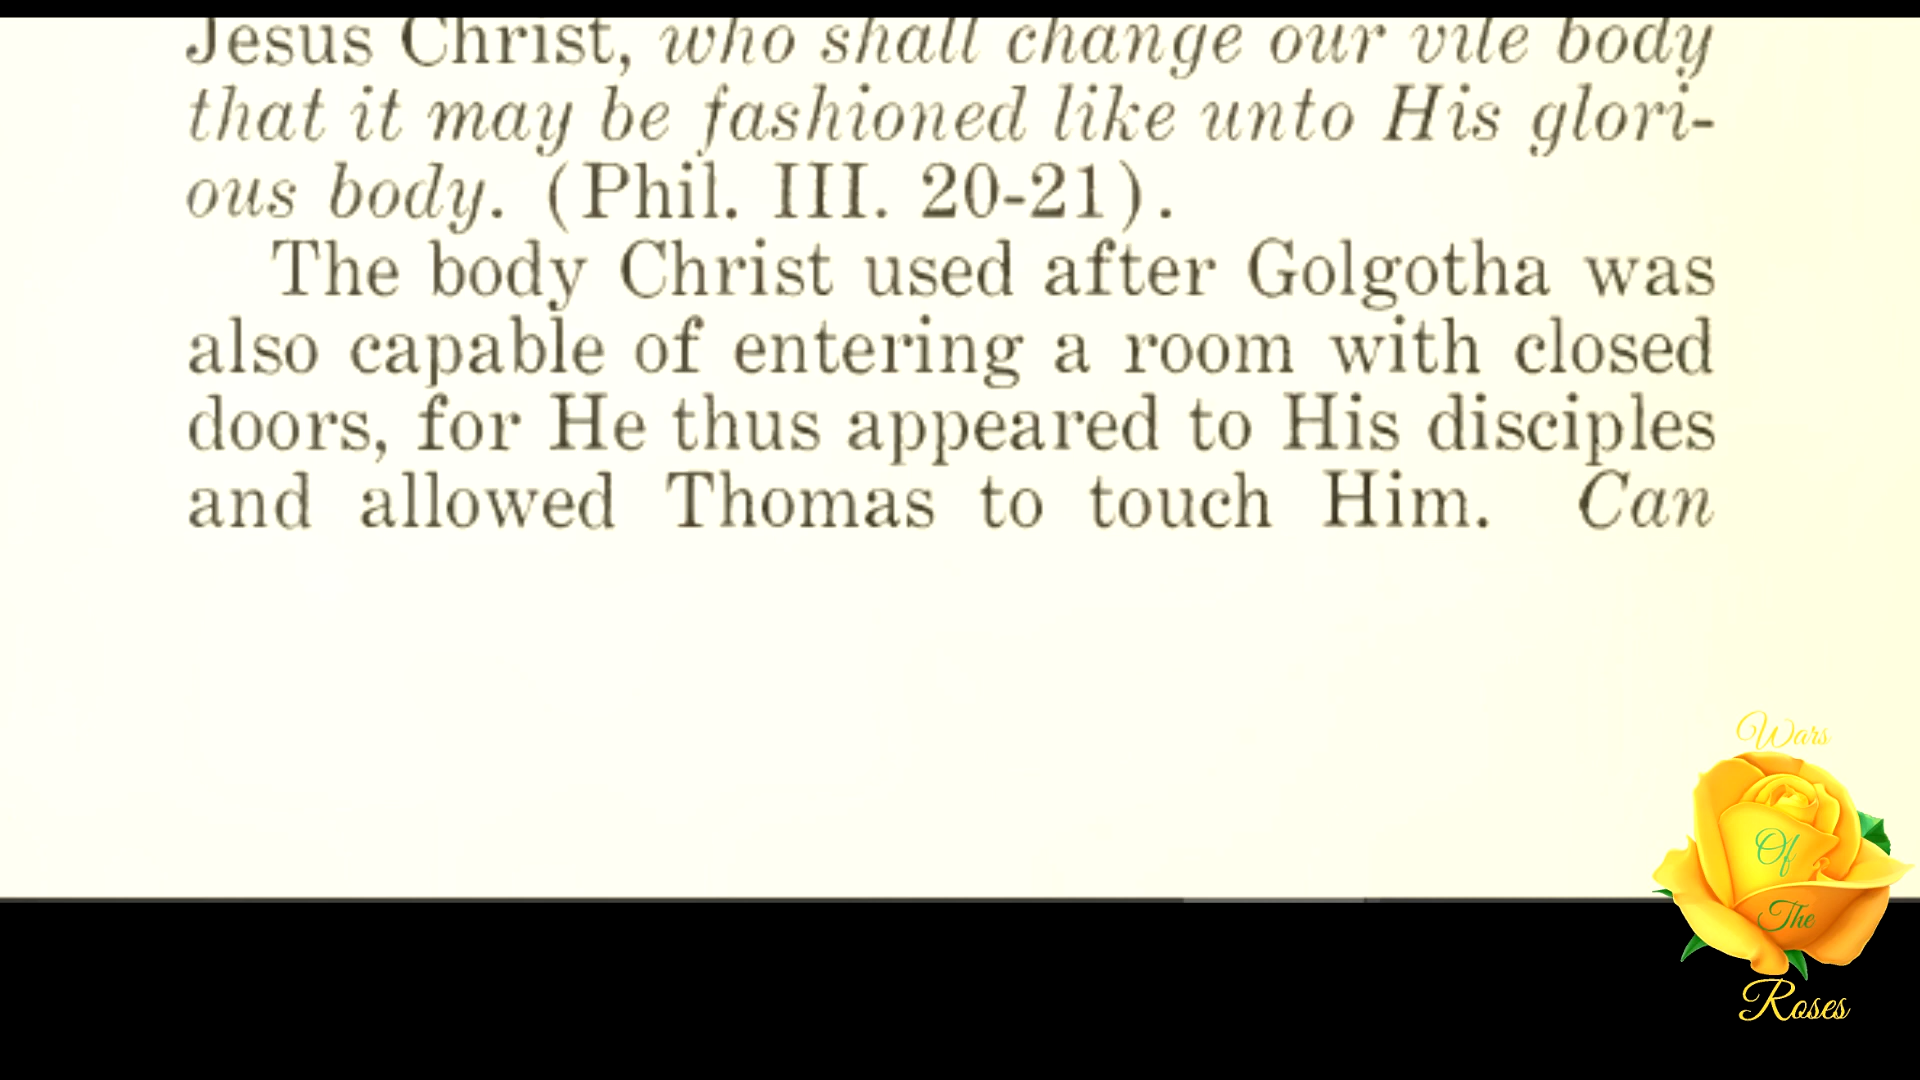 Jesus Christ, who shall change our vile body
that it may be fashioned like unto His glori-
ous body. (Phil. III. 20-21).
The body Christ used after Golgotha was
also capable of entering a room with closed
doors, for He thus appeared to His disciples
and allowed Thomas to touch Him. Can
Wars
Of
The
Roses